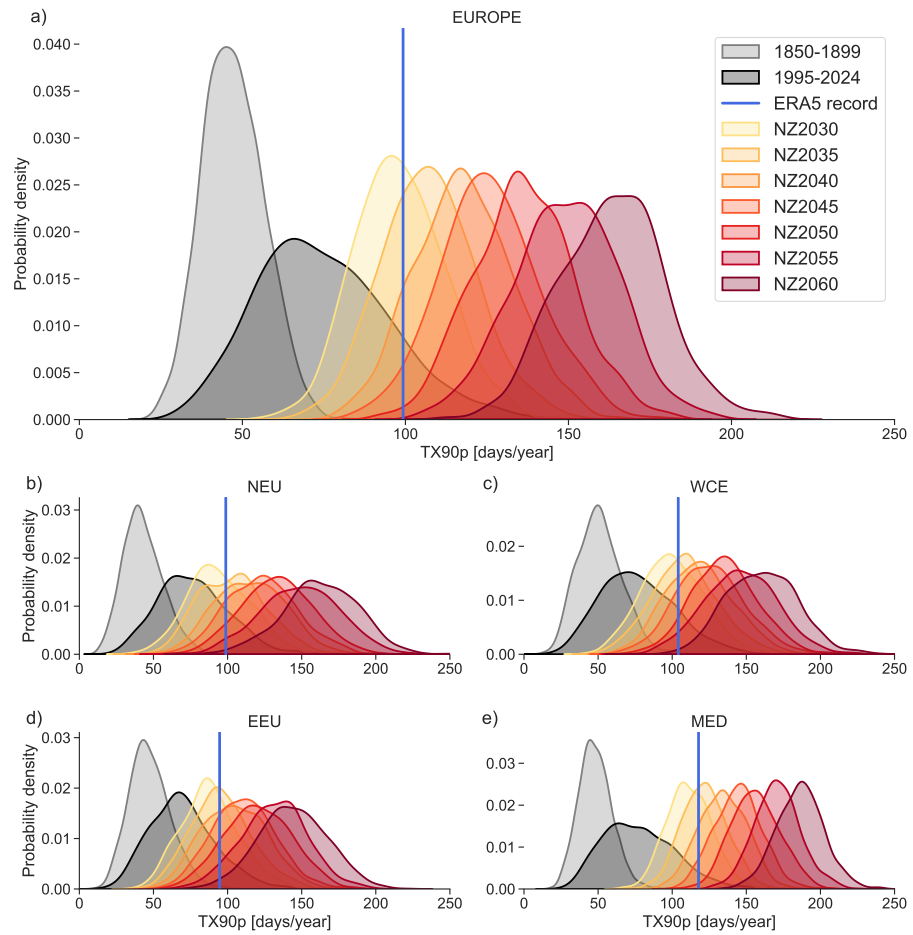 a)
EUROPE
Probability density
0.040
0.035
0.030
0.025
0.020
0.015
0.010
0.005
0.000
0 50 100 150 200 250
TX90p [days/year]
1850-1899
1995-2024
ERA5 record
NZ2030
NZ2035
NZ2040
NZ2045
NZ2050
NZ2055
NZ2060
b)
NEU
Probability density
0.03
0.02
0.01
0.00
0 50 100 150 200 250
c)
WCE
0.02
0.01
0.00
0 50 100 150 200 250
d)
EEU
Probability density
0.03
0.02
0.01
0.00
0 50 100 150 200 250
TX90p [days/year]
e)
MED
0.03
0.02
0.01
0.00
0 50 100 150 200 250
TX90p [days/year]